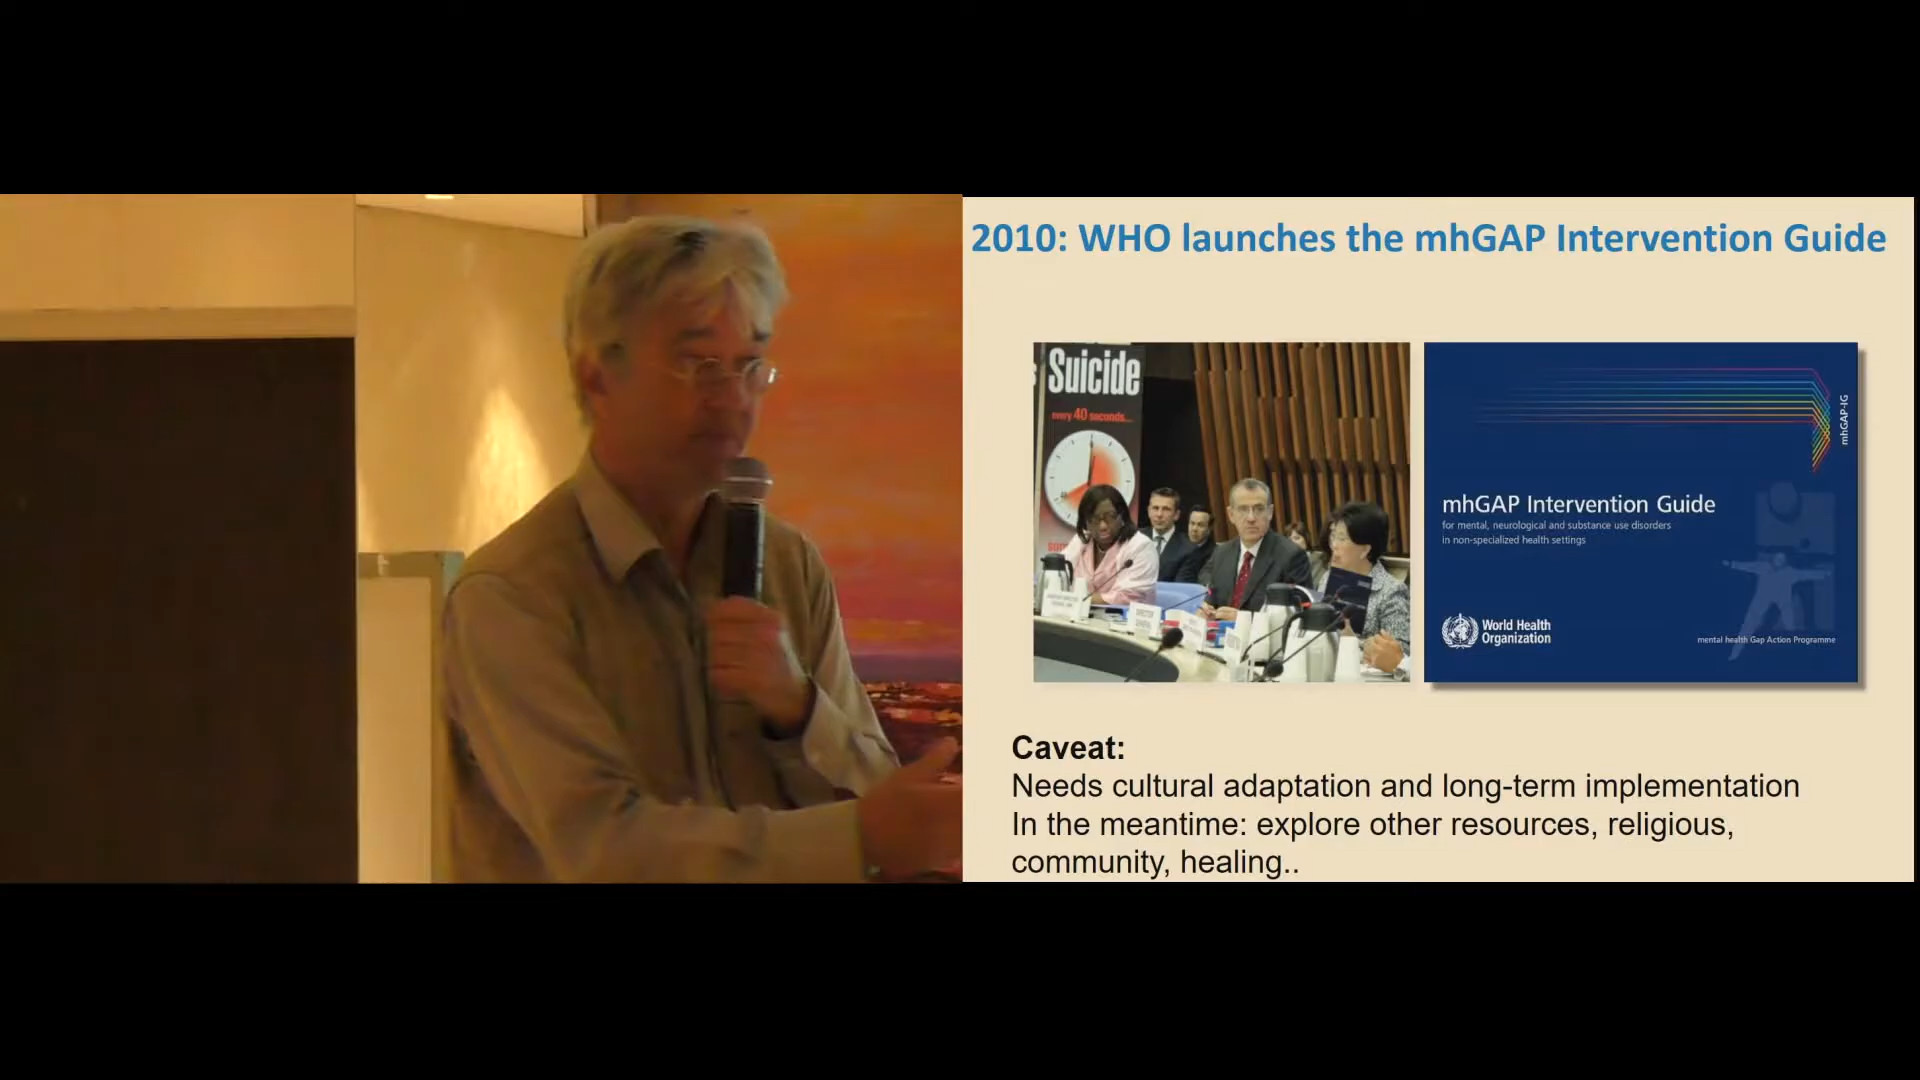 2010: WHO launches the mhGAP Intervention Guide
Suicide
every 40 seconds...
mhGAP-IG
mhGAP Intervention Guide
for mental, neurological and substance use disorders
in non-specialized health settings
World Health
Organization
mental health Gap Action Programme
Caveat:
Needs cultural adaptation and long-term implementation
In the meantime: explore other resources, religious,
community, healing..